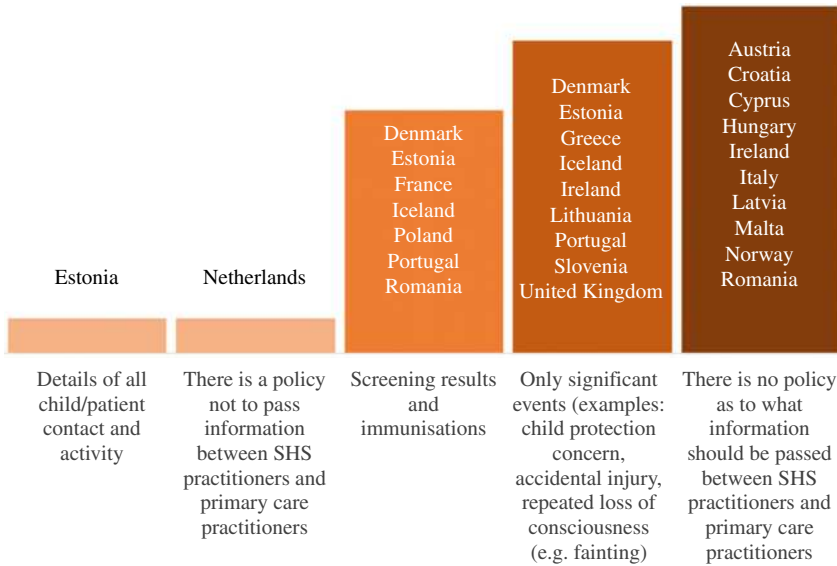 Estonia
Details of all
child/patient
contact and
activity
Netherlands
There is a policy
not to pass
information
between SHS
practitioners and
primary care
practitioners
Denmark
Estonia
France
Iceland
Poland
Portugal
Romania
Screening results
and
immunisations
Denmark
Estonia
Greece
Iceland
Ireland
Lithuania
Portugal
Slovenia
United Kingdom
Only significant
events (examples:
child protection
concern,
accidental injury,
repeated loss of
consciousness
(e.g. fainting)
Austria
Croatia
Cyprus
Hungary
Ireland
Italy
Latvia
Malta
Norway
Romania
There is no policy
as to what
information
should be passed
between SHS
practitioners and
primary care
practitioners